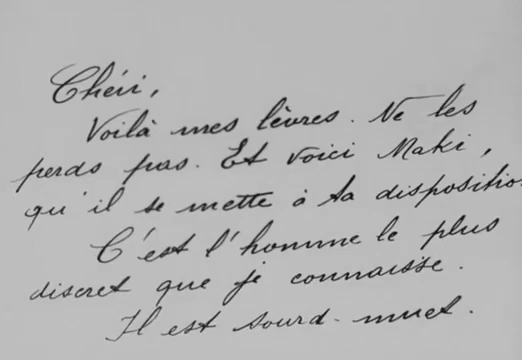 Chéri,
Voilà mes lèvres. Ne les
perds pas. Et voici Maki,
qu'il se mette à ta dispositio
C'est l'homme le plus
discret que je connaisse.
Il est sourd-muet.